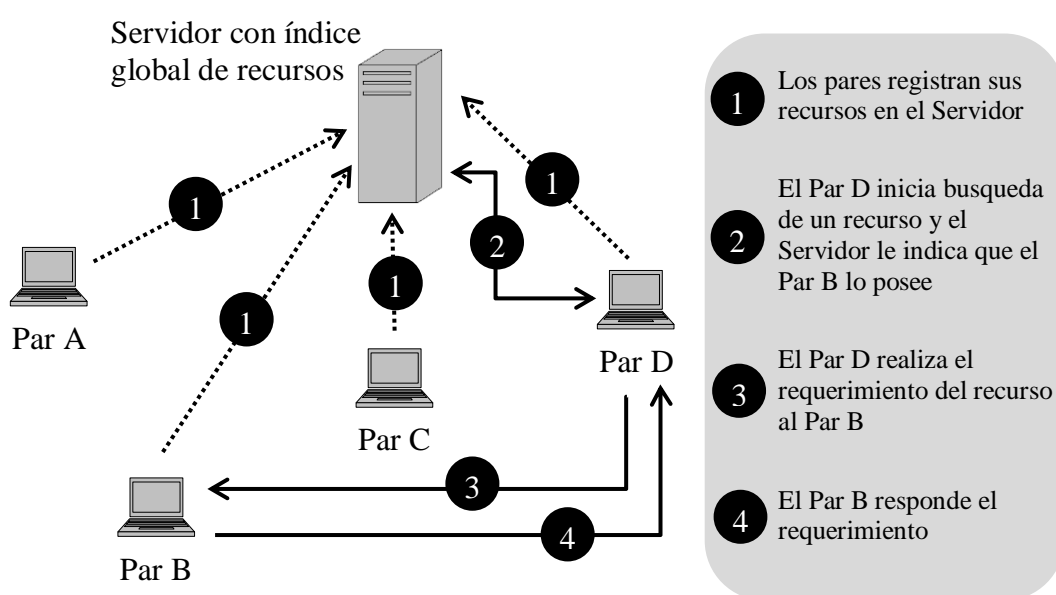 Servidor con índice
global de recursos
1
1
1
1
2
Par A
Par D
Par C
3
4
Par B
1
Los pares registran sus
recursos en el Servidor
2
El Par D inicia busqueda
de un recurso y el
Servidor le indica que el
Par B lo posee
3
El Par D realiza el
requerimiento del recurso
al Par B
4
El Par B responde el
requerimiento